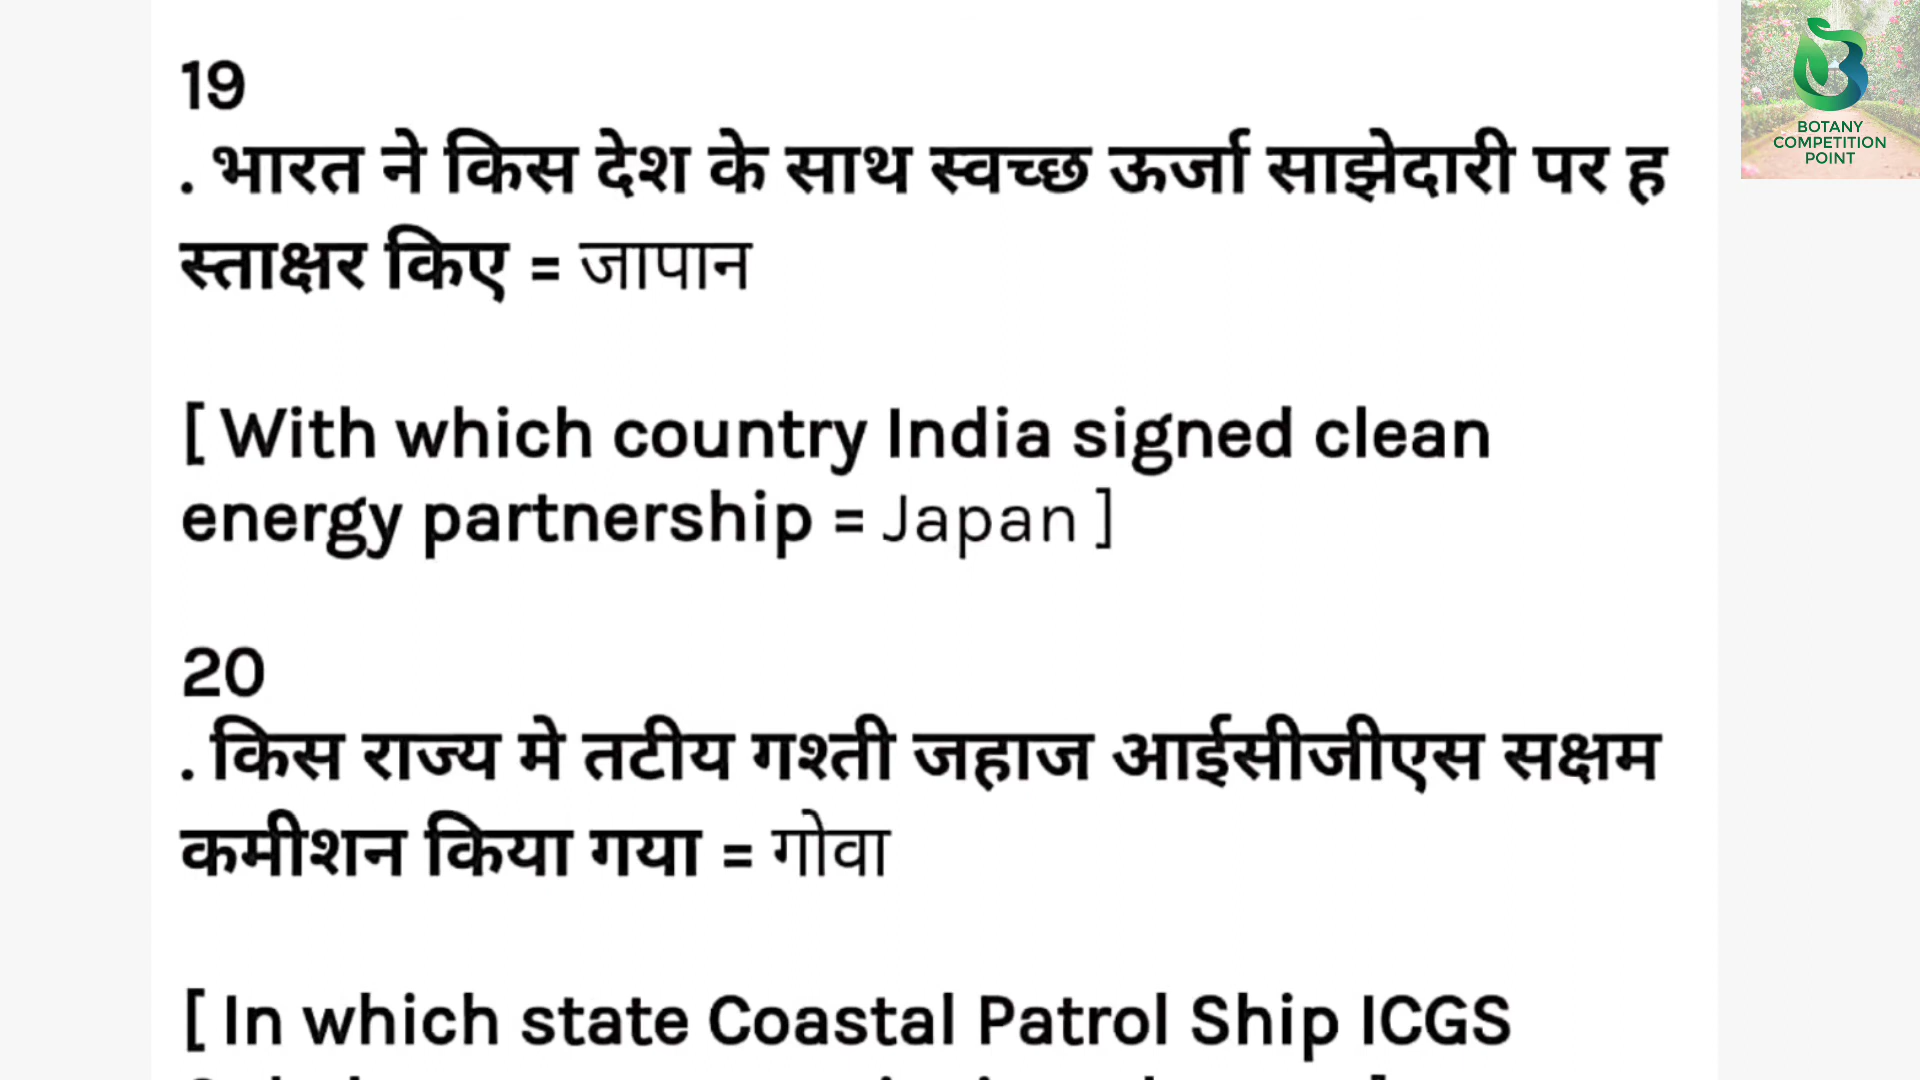 19
. भारत ने किस देश के साथ स्वच्छ ऊर्जा साझेदारी पर ह
स्ताक्षर किए = जापान
[ With which country India signed clean
energy partnership = Japan ]
20
. किस राज्य मे तटीय गश्ती जहाज आईसीजीएस सक्षम
कमीशन किया गया = गोवा
[ In which state Coastal Patrol Ship ICGS
BOTANY
COMPETITION
POINT